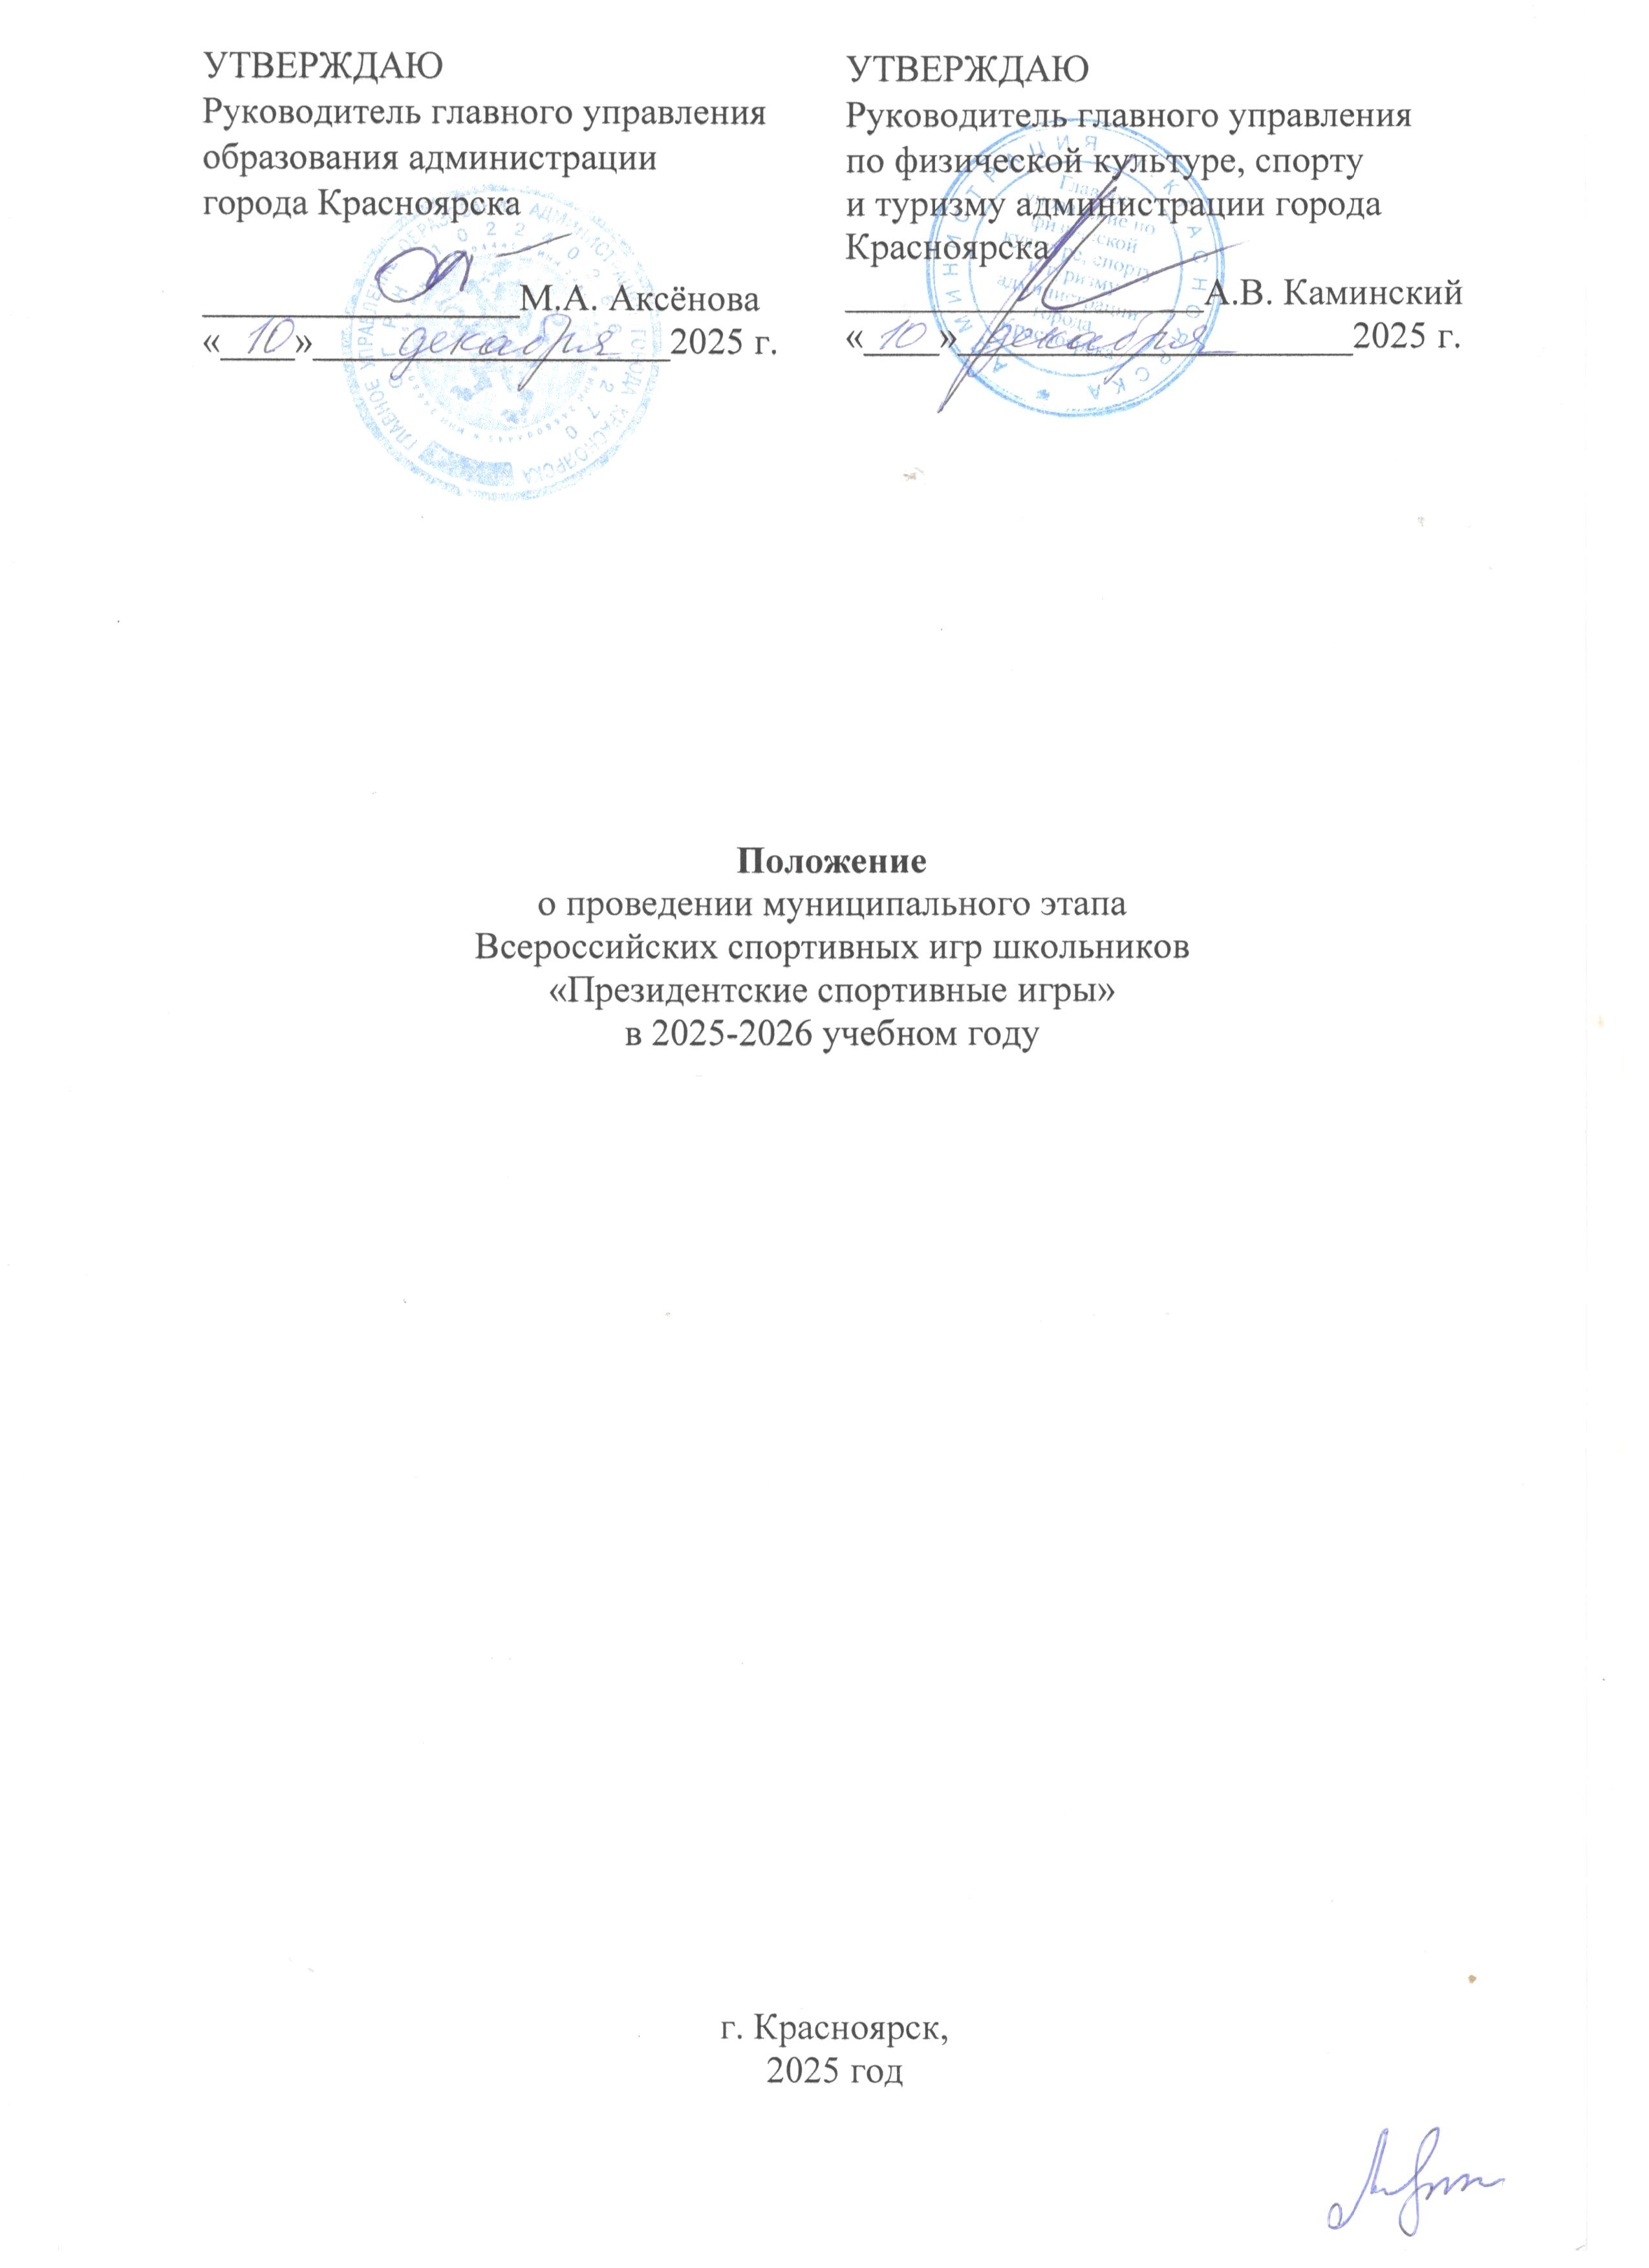 УТВЕРЖДАЮ
Руководитель главного управления
образования администрации
города Красноярска
М.А. Аксёнова
«10» декабря 2025 г.
УТВЕРЖДАЮ
Руководитель главного управления
по физической культуре, спорту
и туризму администрации города
Красноярска
А.В. Каминский
«10» декабря 2025 г.
Положение
о проведении муниципального этапа
Всероссийских спортивных игр школьников
«Президентские спортивные игры»
в 2025-2026 учебном году
г. Красноярск,
2025 год